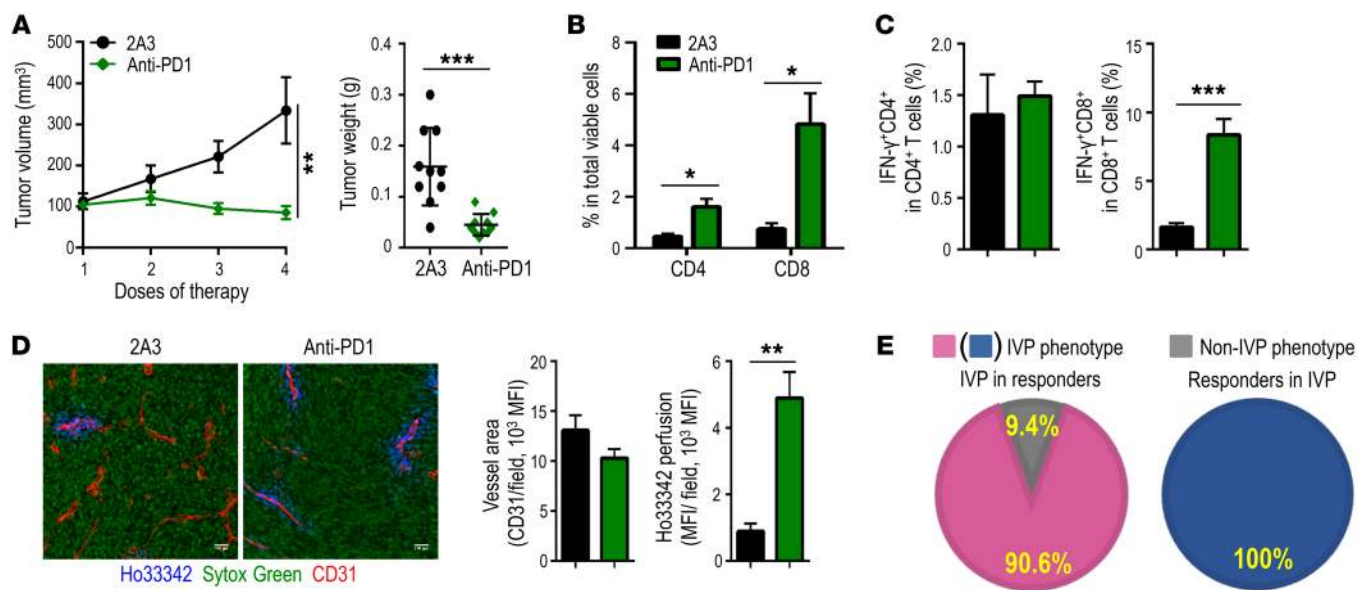 A
2A3
Anti-PD1
Tumor volume (mm³)
500
400
300
200
100
0
1
2
3
4
Doses of therapy
**
Tumor weight (g)
0.4
0.3
0.2
0.1
0
***
2A3
Anti-PD1
B
2A3
Anti-PD1
% in total viable cells
8
6
4
2
0
*
*
CD4
CD8
C
IFN-γ⁺CD4⁺
in CD4⁺ T cells (%)
2.0
1.5
1.0
0.5
0
IFN-γ⁺CD8⁺
in CD8⁺ T cells (%)
15
10
5
0
***
D
2A3
Anti-PD1
Ho33342 Sytox Green CD31
Vessel area
(CD31/field, 10³ MFI)
20
15
10
5
0
Ho33342 perfusion
(MFI/ field, 10³ MFI)
6
4
2
0
**
E
( ) IVP phenotype
Non-IVP phenotype
IVP in responders
Responders in IVP
9.4%
90.6%
100%